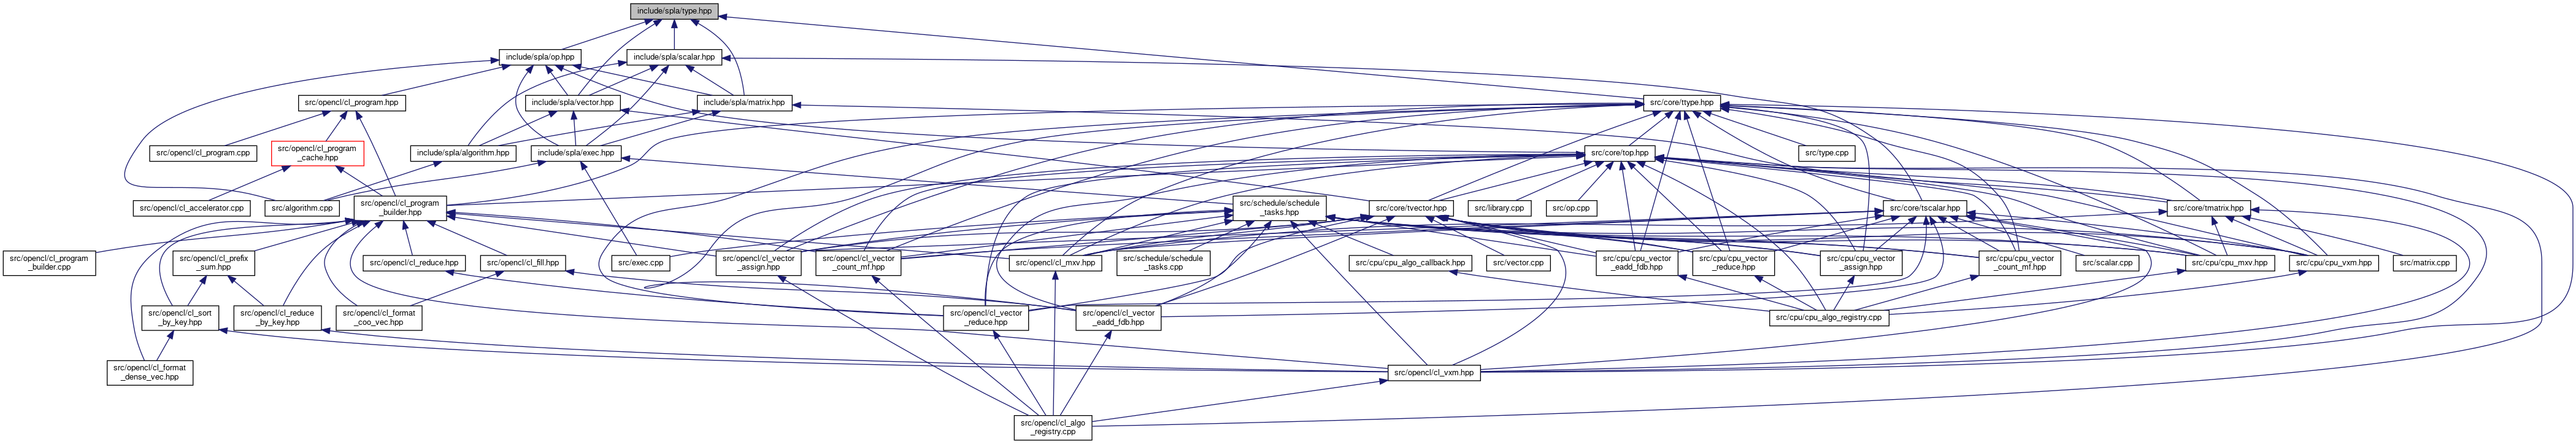 include/spla/type.hpp
include/spla/op.hpp
include/spla/scalar.hpp
src/opencl/cl_program.hpp
include/spla/vector.hpp
include/spla/matrix.hpp
src/core/ttype.hpp
src/opencl/cl_program.cpp
src/opencl/cl_program
_cache.hpp
include/spla/algorithm.hpp
include/spla/exec.hpp
src/core/top.hpp
src/type.cpp
src/opencl/cl_accelerator.cpp
src/algorithm.cpp
src/opencl/cl_program
_builder.hpp
src/schedule/schedule
_tasks.hpp
src/core/tvector.hpp
src/library.cpp
src/op.cpp
src/core/tscalar.hpp
src/core/tmatrix.hpp
src/opencl/cl_program
_builder.cpp
src/opencl/cl_prefix
_sum.hpp
src/opencl/cl_reduce.hpp
src/opencl/cl_fill.hpp
src/exec.cpp
src/opencl/cl_vector
_assign.hpp
src/opencl/cl_vector
_count_mf.hpp
src/opencl/cl_mxv.hpp
src/schedule/schedule
_tasks.cpp
src/cpu/cpu_algo_callback.hpp
src/vector.cpp
src/cpu/cpu_vector
_eadd_fdb.hpp
src/cpu/cpu_vector
_reduce.hpp
src/cpu/cpu_vector
_assign.hpp
src/cpu/cpu_vector
_count_mf.hpp
src/scalar.cpp
src/cpu/cpu_mxv.hpp
src/cpu/cpu_vxm.hpp
src/matrix.cpp
src/opencl/cl_sort
_by_key.hpp
src/opencl/cl_reduce
_by_key.hpp
src/opencl/cl_format
_coo_vec.hpp
src/opencl/cl_vector
_reduce.hpp
src/opencl/cl_vector
_eadd_fdb.hpp
src/cpu/cpu_algo_registry.cpp
src/opencl/cl_format
_dense_vec.hpp
src/opencl/cl_vxm.hpp
src/opencl/cl_algo
_registry.cpp